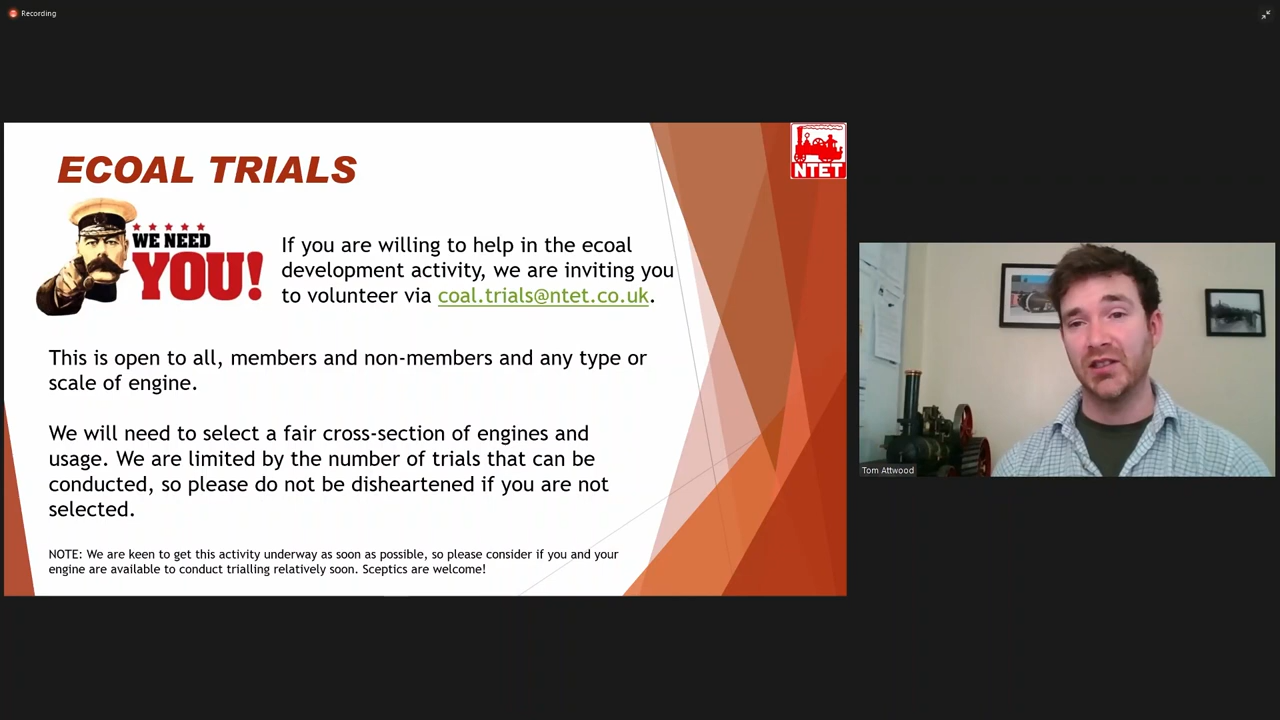 Recording
ECOAL TRIALS
NTET
WE NEED
YOU!
If you are willing to help in the ecoal
development activity, we are inviting you
to volunteer via coal.trials@ntet.co.uk.
This is open to all, members and non-members and any type or
scale of engine.
We will need to select a fair cross-section of engines and
usage. We are limited by the number of trials that can be
conducted, so please do not be disheartened if you are not
selected.
NOTE: We are keen to get this activity underway as soon as possible, so please consider if you and your
engine are available to conduct trialling relatively soon. Sceptics are welcome!
Tom Attwood